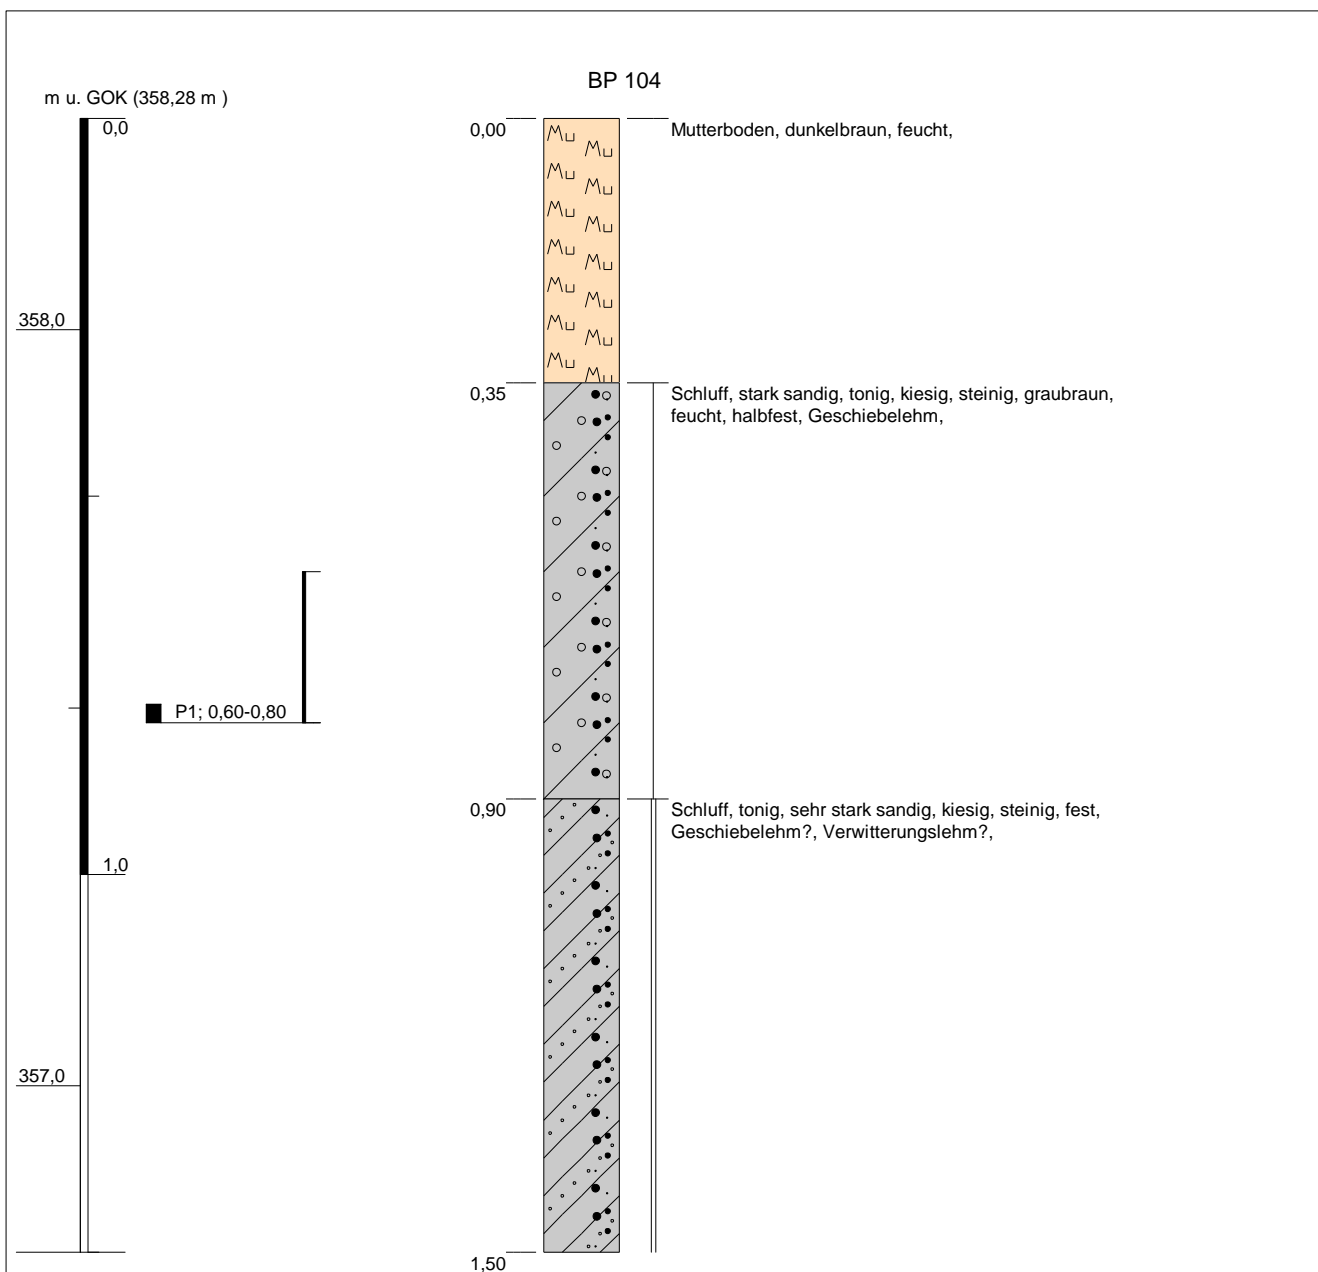 BP 104
m u. GOK (358,28 m )
0,0
0,00
Mutterboden, dunkelbraun, feucht,
358,0
0,35
Schluff, stark sandig, tonig, kiesig, steinig, graubraun,
feucht, halbfest, Geschiebelehm,
P1; 0,60-0,80
0,90
Schluff, tonig, sehr stark sandig, kiesig, steinig, fest,
Geschiebelehm?, Verwitterungslehm?,
1,0
357,0
1,50